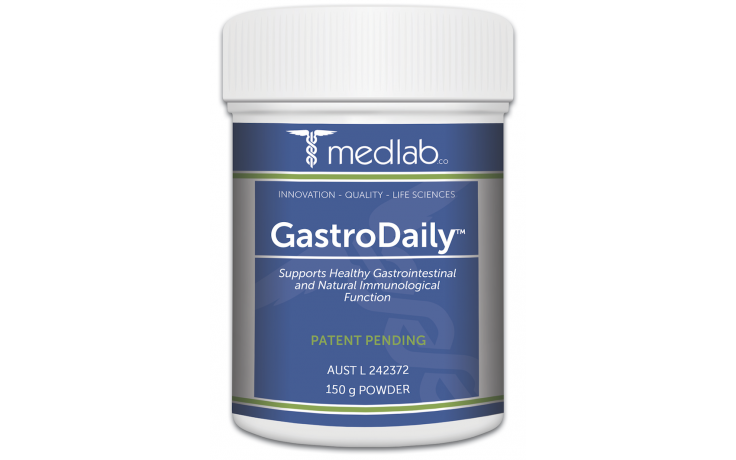 medlab.co
INNOVATION - QUALITY - LIFE SCIENCES
GastroDaily™
Supports Healthy Gastrointestinal
and Natural Immunological
Function
PATENT PENDING
AUST L 242372
150 g POWDER